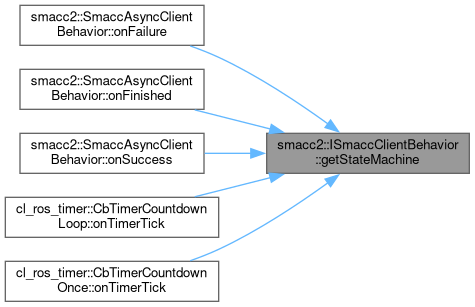 smacc2::SmaccAsyncClient
Behavior::onFailure
smacc2::SmaccAsyncClient
Behavior::onFinished
smacc2::SmaccAsyncClient
Behavior::onSuccess
cl_ros_timer::CbTimerCountdown
Loop::onTimerTick
cl_ros_timer::CbTimerCountdown
Once::onTimerTick
smacc2::ISmaccClientBehavior
::getStateMachine